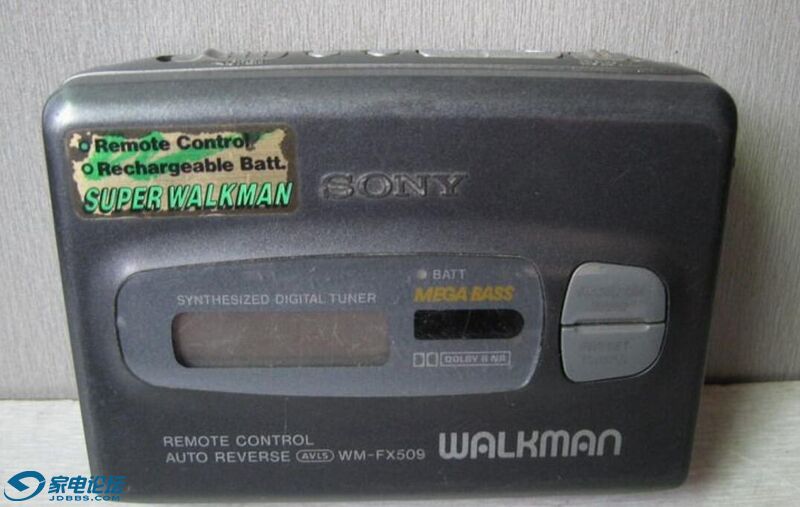 Remote Control
Rechargeable Batt.
SUPER WALKMAN
SONY
BATT
MEGA BASS
SYNTHESIZED DIGITAL TUNER
DOLBY B NR
REMOTE CONTROL
AUTO REVERSE AVLS WM-FX509
WALKMAN
家电论坛
JDBBS.COM